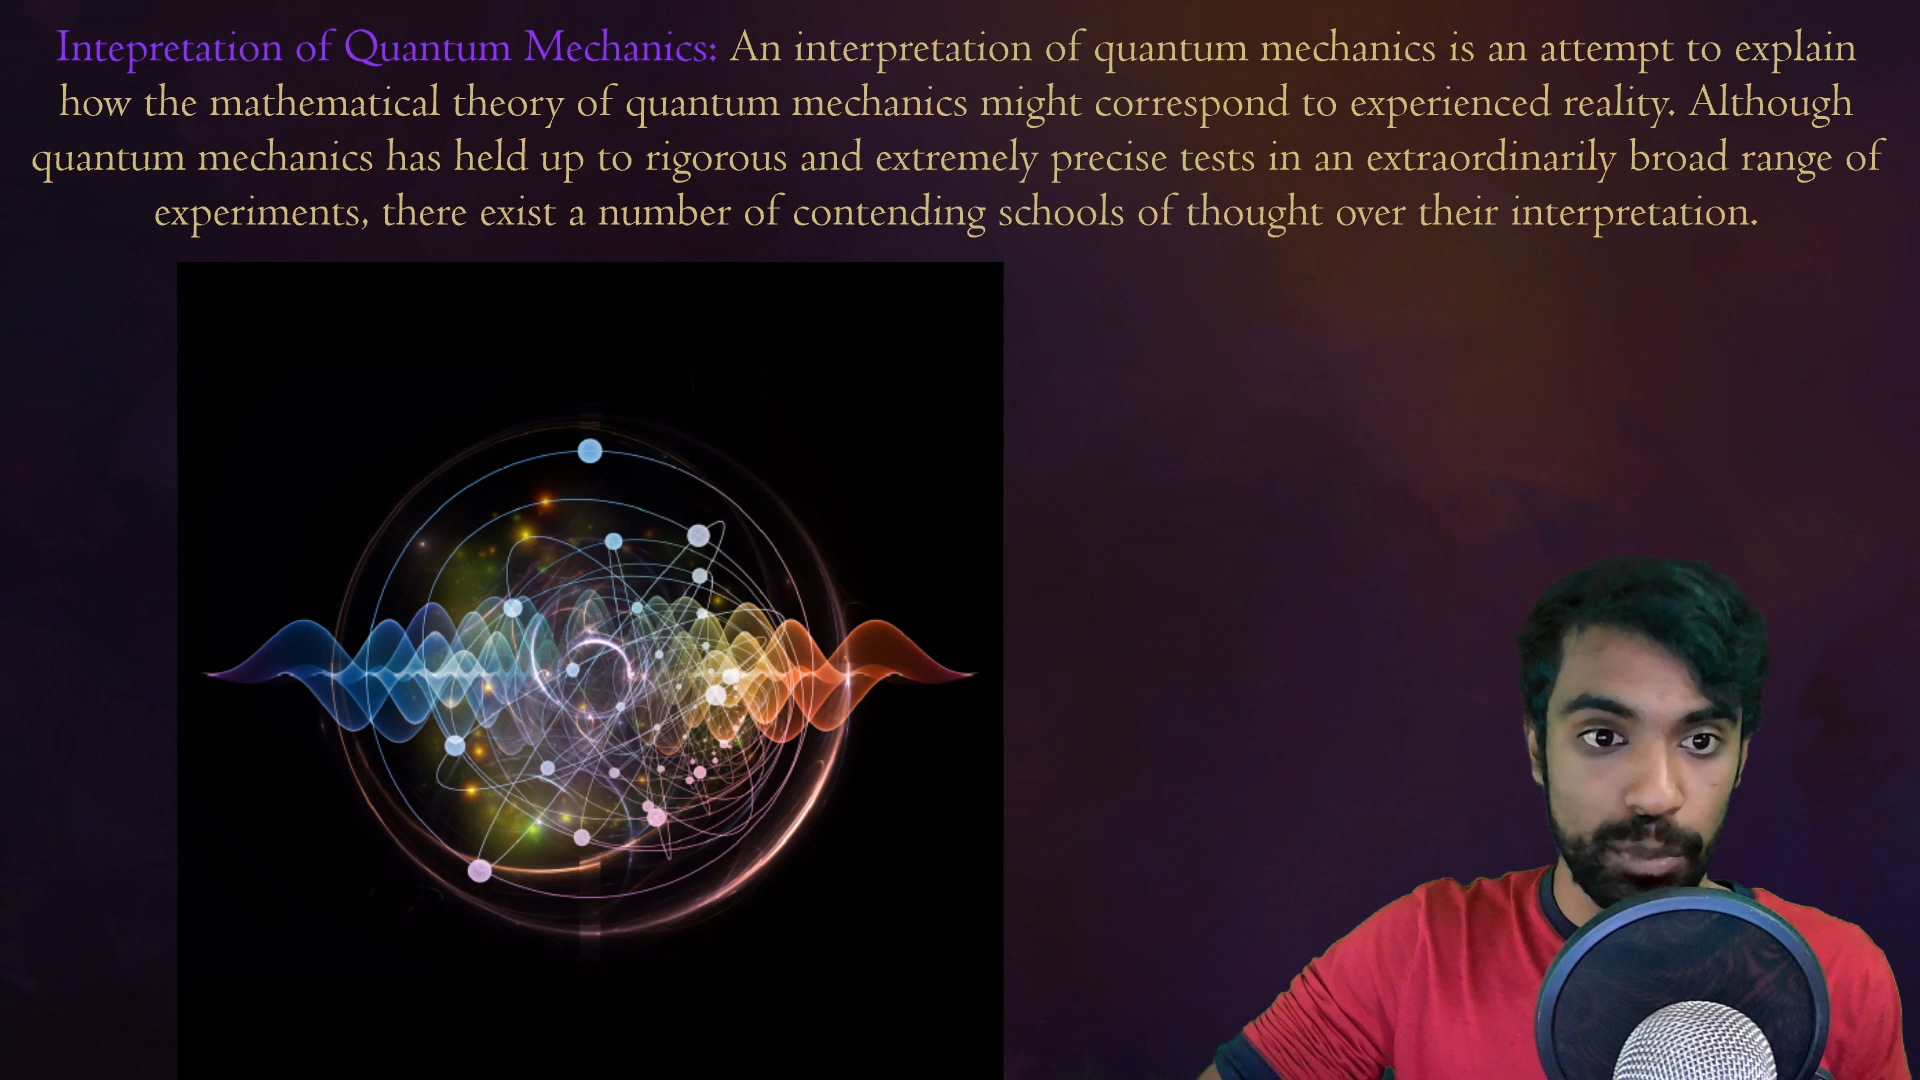 Intepretation of Quantum Mechanics: An interpretation of quantum mechanics is an attempt to explain
how the mathematical theory of quantum mechanics might correspond to experienced reality. Although
quantum mechanics has held up to rigorous and extremely precise tests in an extraordinarily broad range of
experiments, there exist a number of contending schools of thought over their interpretation.